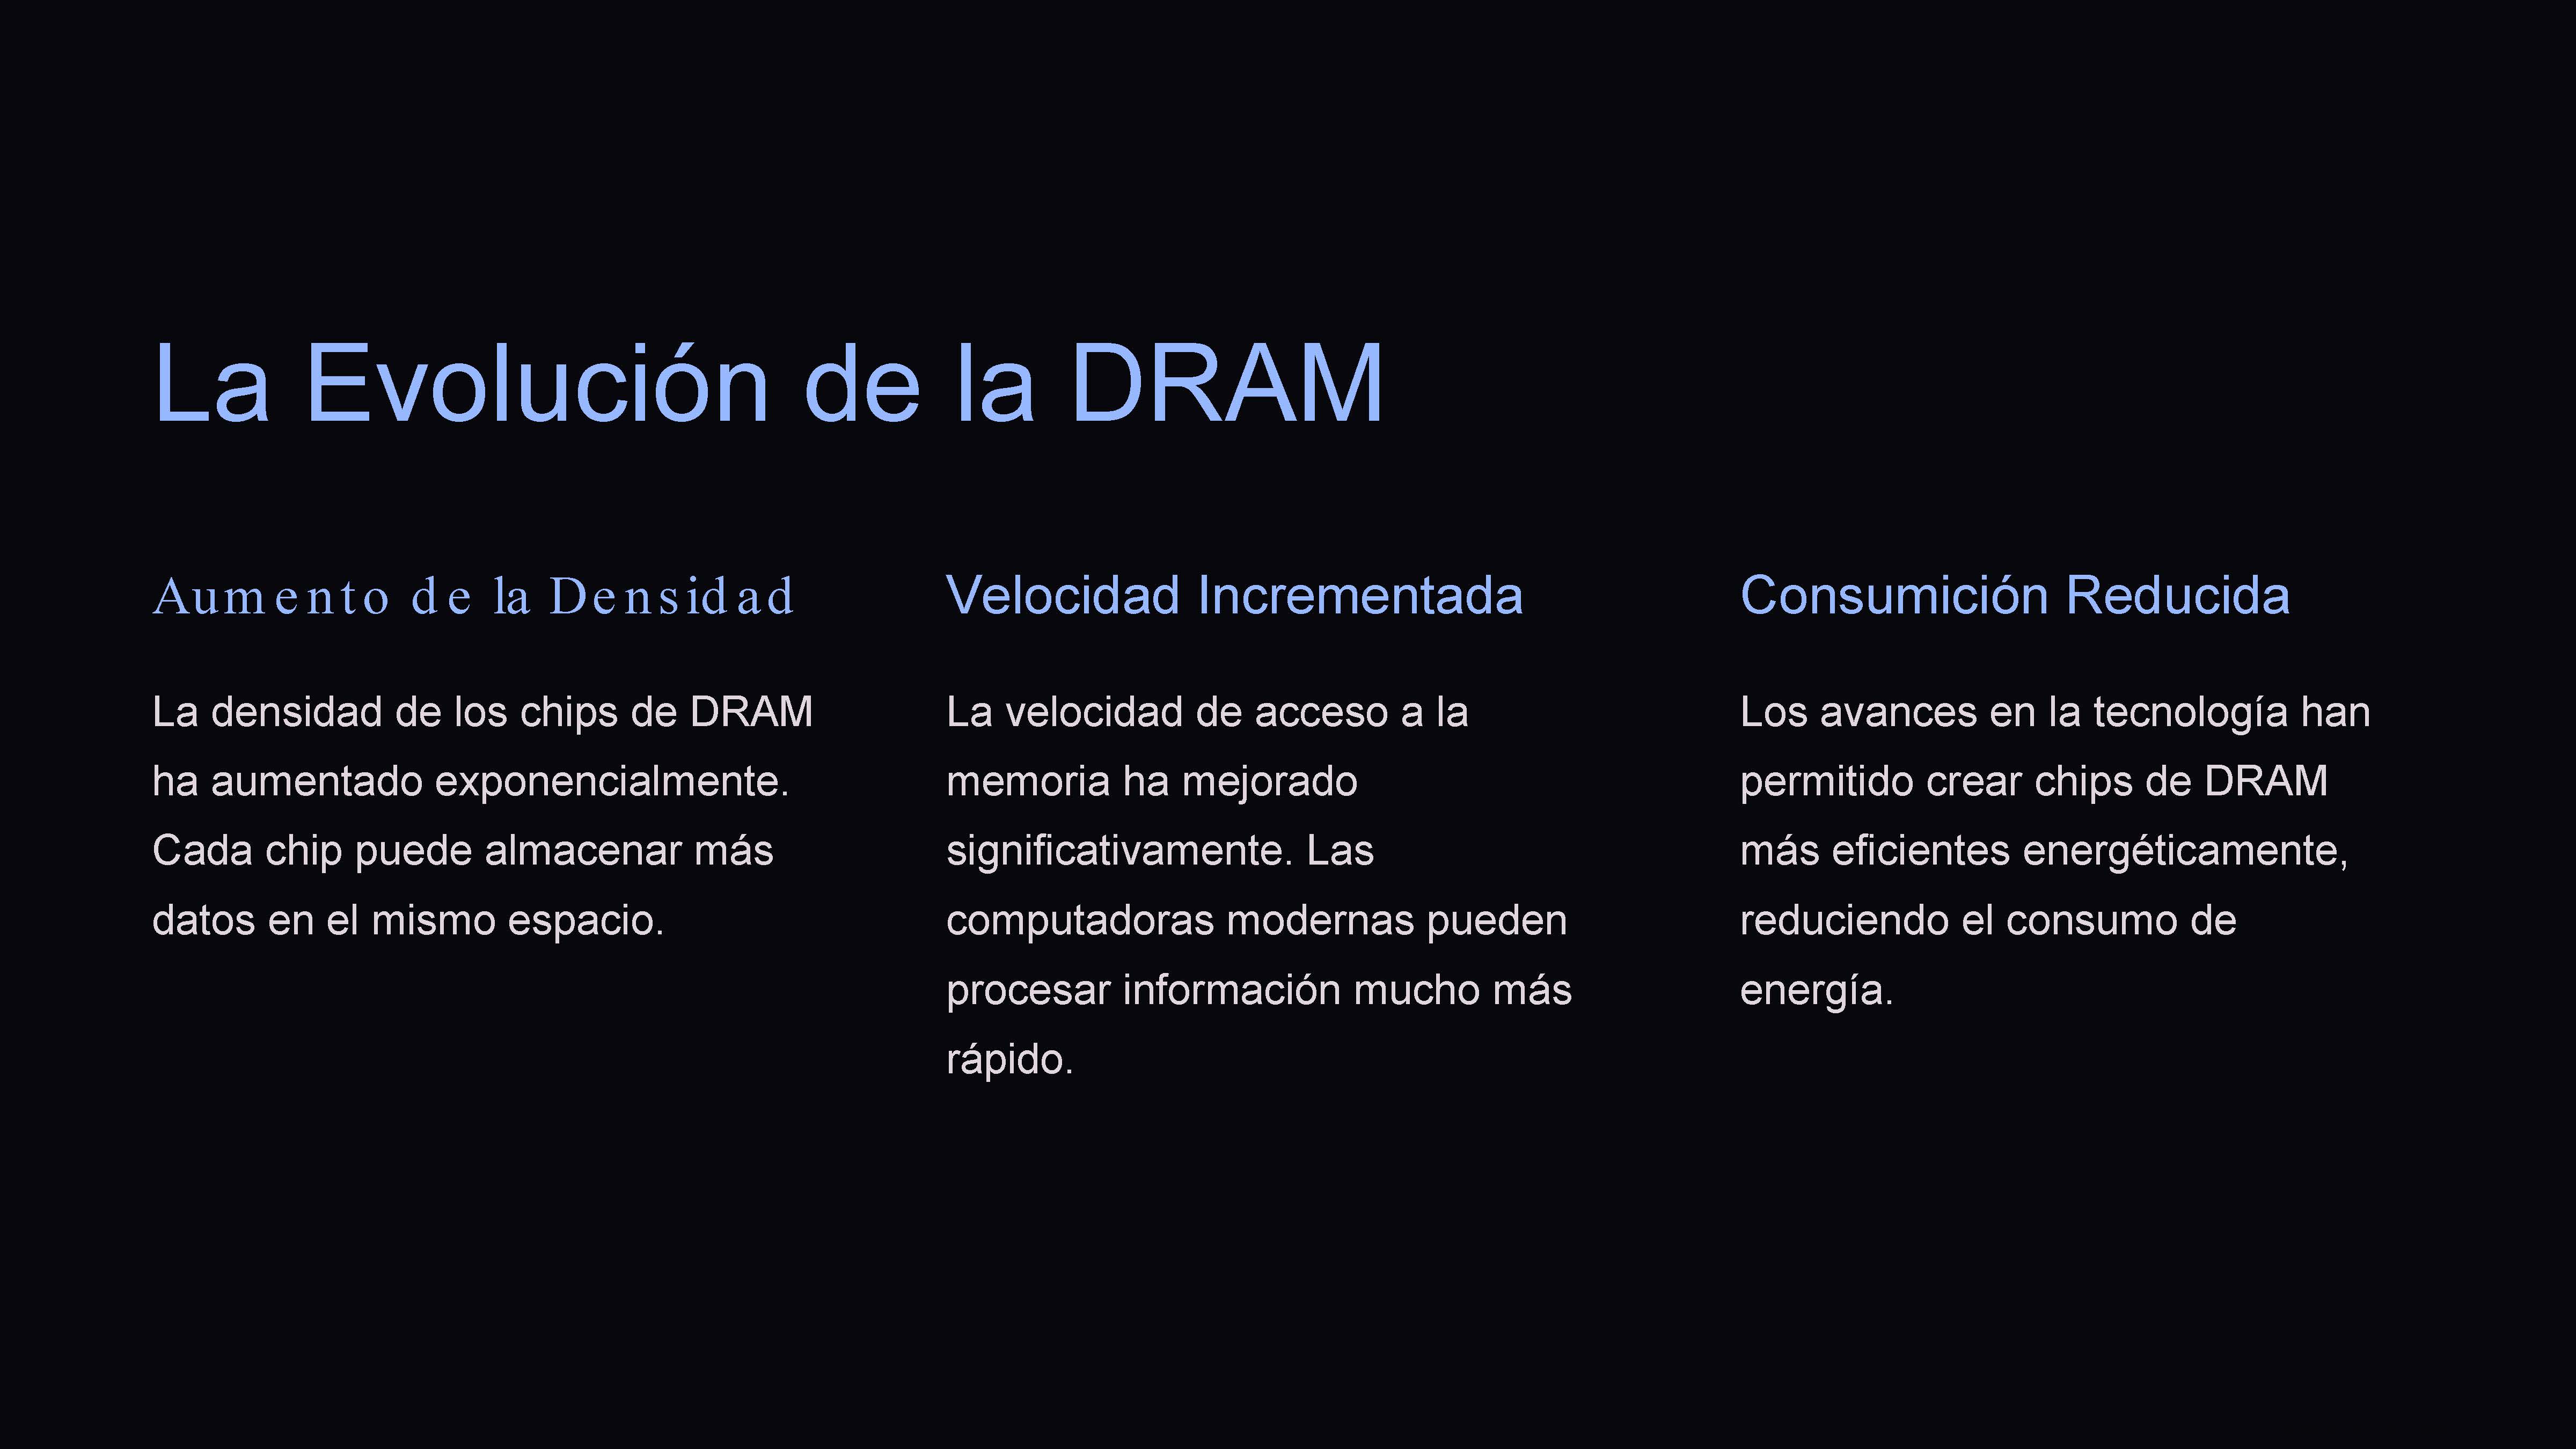 La Evolución de la DRAM
Aumento de la Densidad
La densidad de los chips de DRAM
ha aumentado exponencialmente.
Cada chip puede almacenar más
datos en el mismo espacio.
Velocidad Incrementada
La velocidad de acceso a la
memoria ha mejorado
significativamente. Las
computadoras modernas pueden
procesar información mucho más
rápido.
Consumición Reducida
Los avances en la tecnología han
permitido crear chips de DRAM
más eficientes energéticamente,
reduciendo el consumo de
energía.